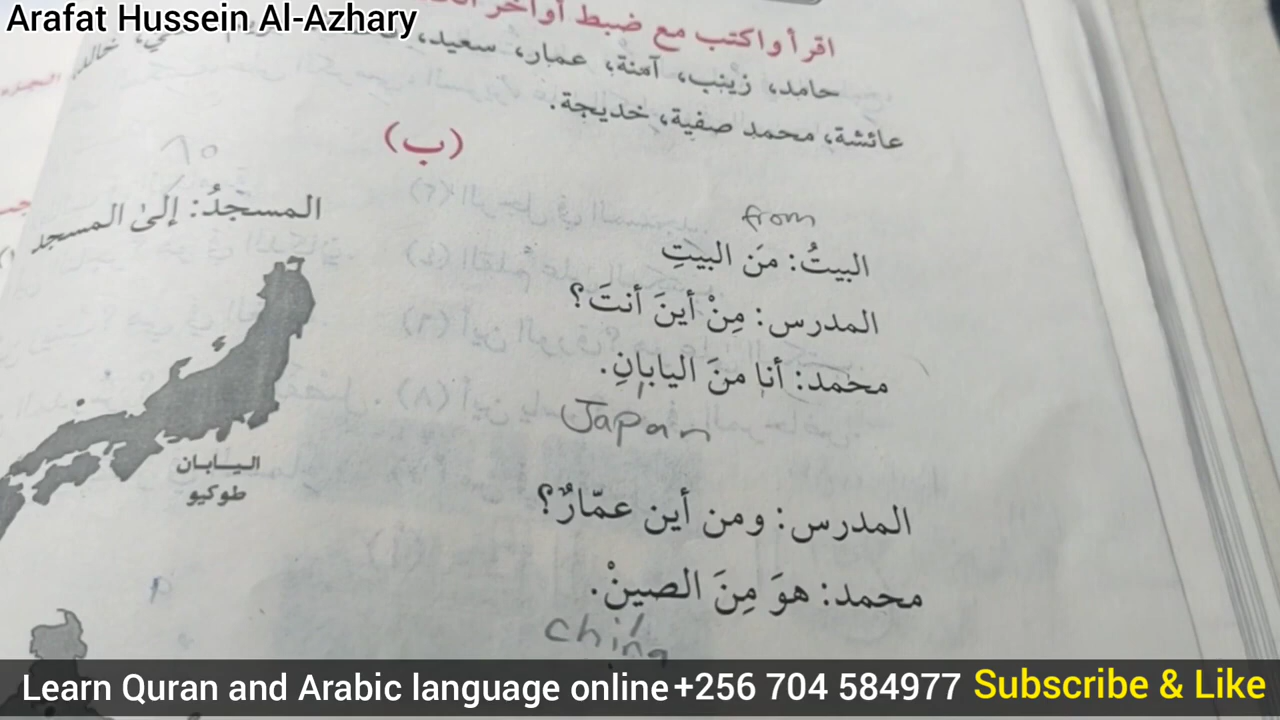 Arafat Hussein Al-Azhary
اقرأ واكتب مع ضبط أواخر
حامد، زينب، آمنة، عمار، سعيد، خالد،
عائشة، محمد صفية، خديجة.
(ب)
from
المسجدُ: إلىٰ المسجد
البيتُ: مَنَ البيتِ
المدرس: مِنْ أينَ أنتَ؟
محمد: أنا منَ اليابانِ.
Japan
اليابان
طوكيو
المدرس: ومن أين عمّارٌ؟
محمد: هوَ مِنَ الصينْ.
china
Learn Quran and Arabic language online +256 704 584977 Subscribe & Like